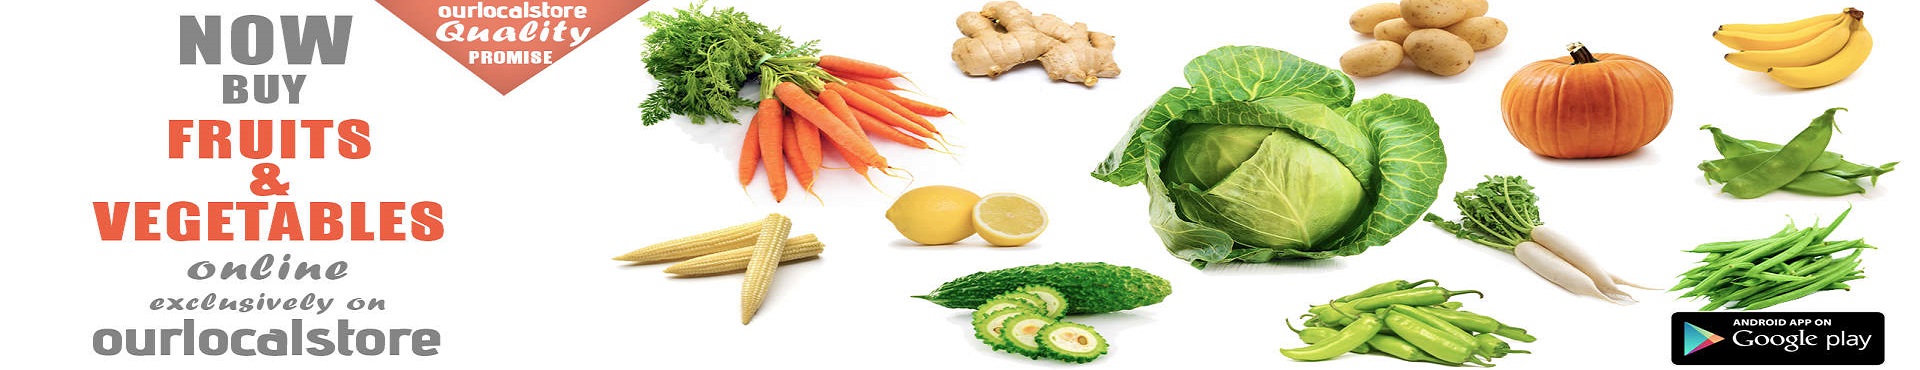 NOW
BUY
FRUITS
&
VEGETABLES
online
exclusively on
ourlocalstore
ourlocalstore
Quality
PROMISE
ANDROID APP ON
Google play